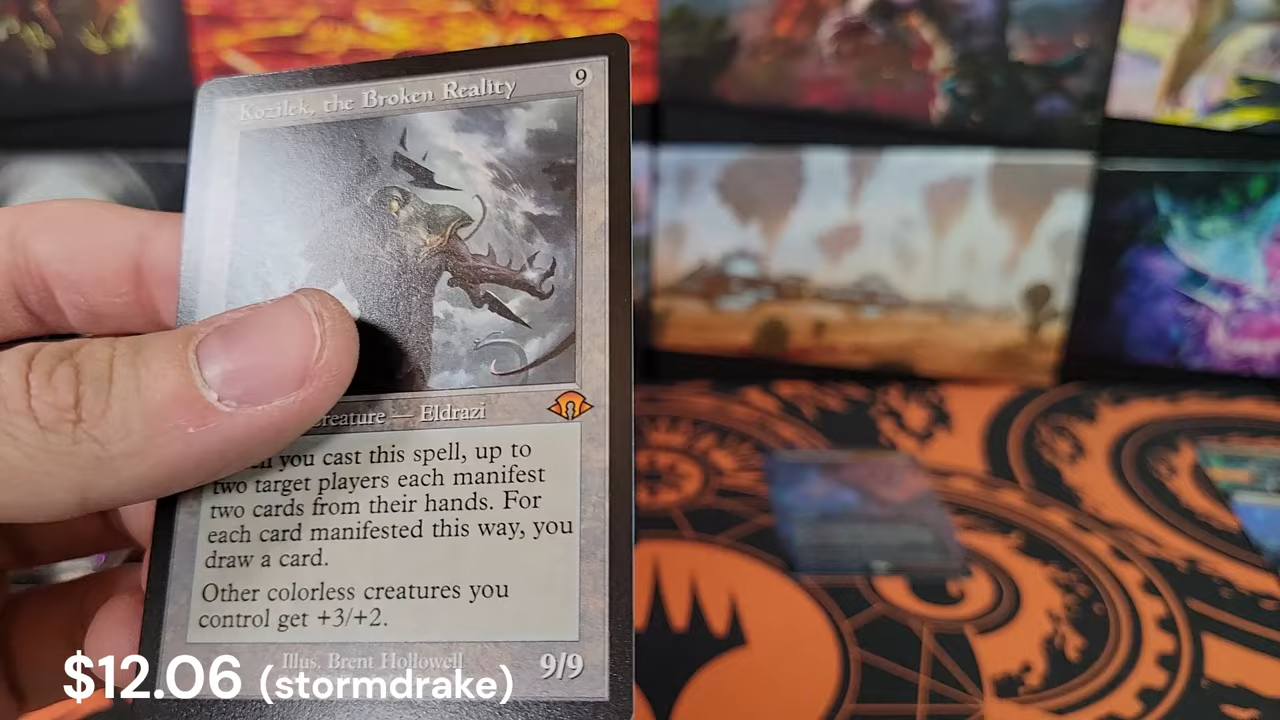 Kozilek, the Broken Reality 9
Creature — Eldrazi
you cast this spell, up to
two target players each manifest
two cards from their hands. For
each card manifested this way, you
draw a card.
Other colorless creatures you
control get +3/+2.
Illus. Brent Hollowell 9/9
$12.06 (stormdrake)